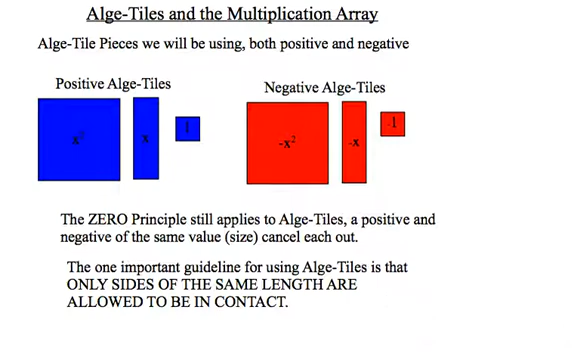 Alge-Tiles and the Multiplication Array
Alge-Tile Pieces we will be using, both positive and negative
Positive Alge-Tiles
Negative Alge-Tiles
x²
x
1
-x²
-x
-1
The ZERO Principle still applies to Alge-Tiles, a positive and
negative of the same value (size) cancel each out.
The one important guideline for using Alge-Tiles is that
ONLY SIDES OF THE SAME LENGTH ARE
ALLOWED TO BE IN CONTACT.